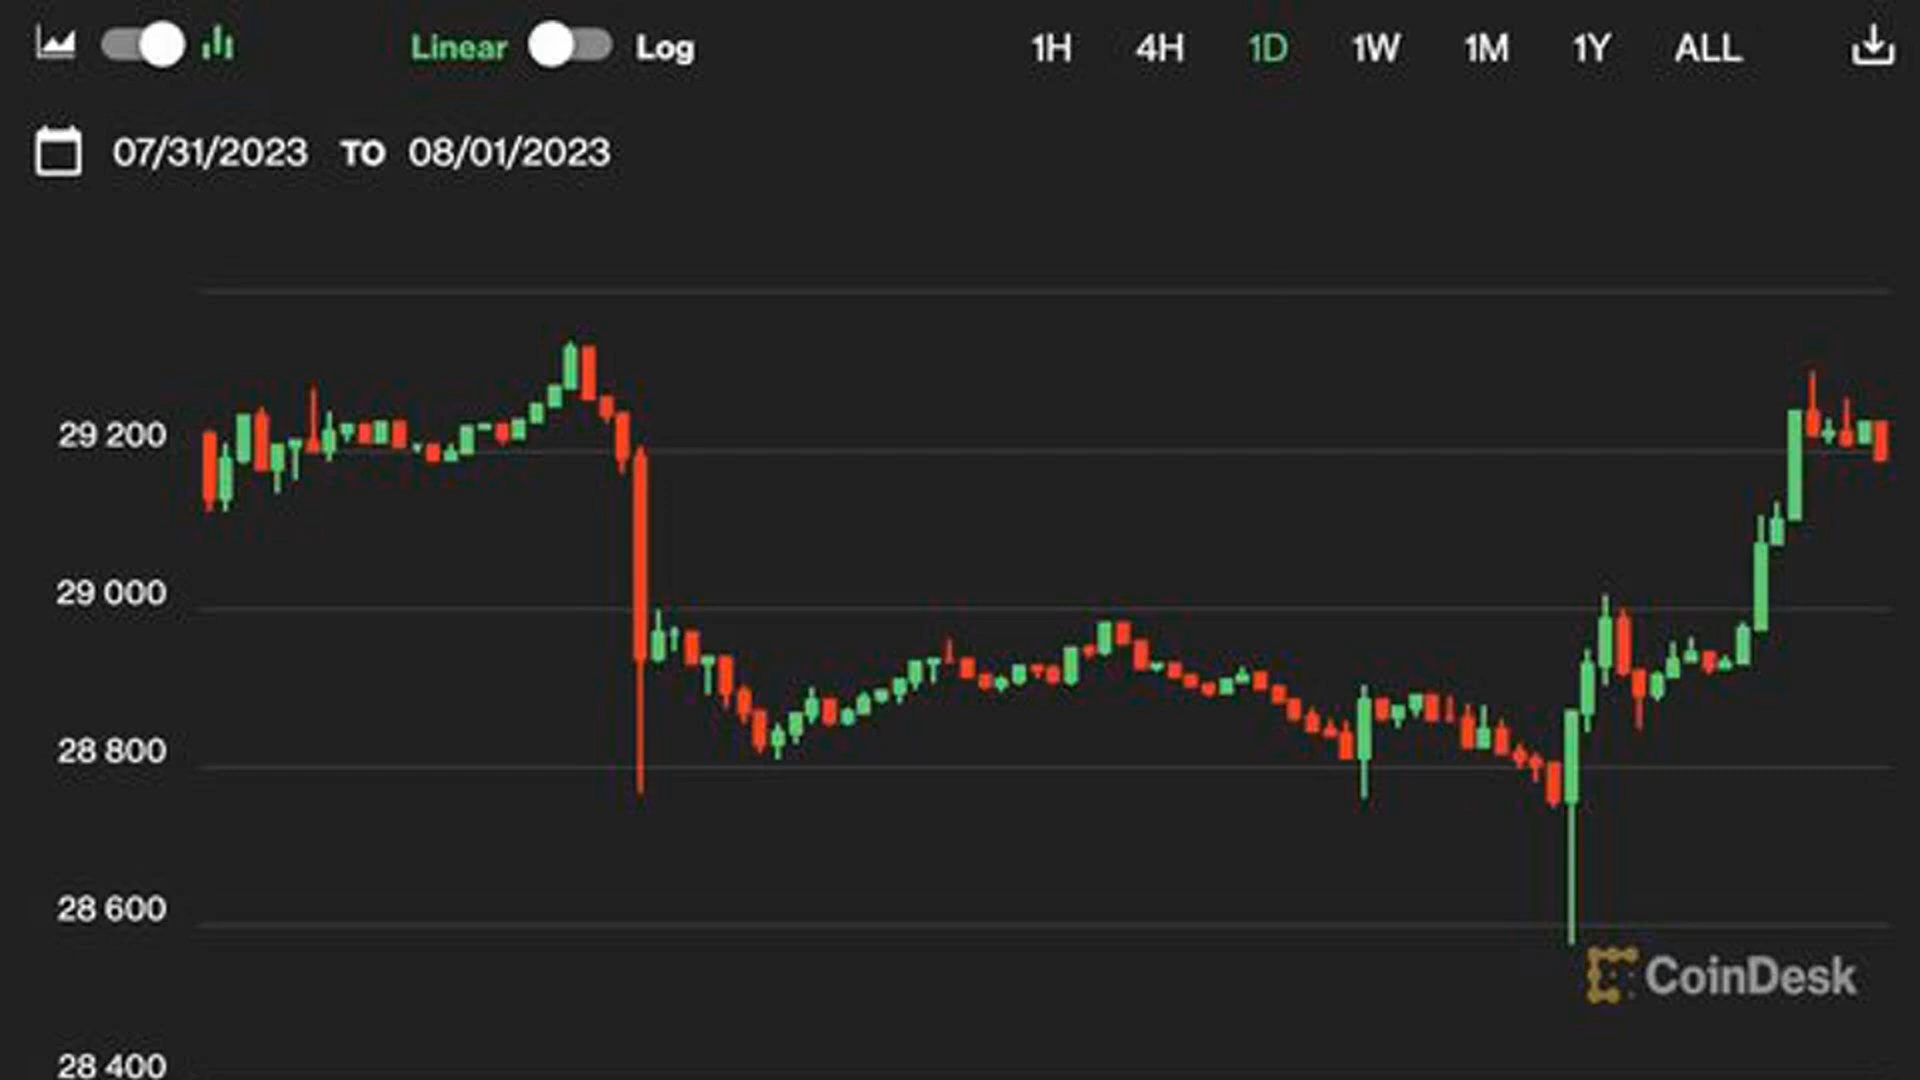 Linear Log 1H 4H 1D 1W 1M 1Y ALL
07/31/2023 TO 08/01/2023
29 200
29 000
28 800
28 600
CoinDesk
28 400